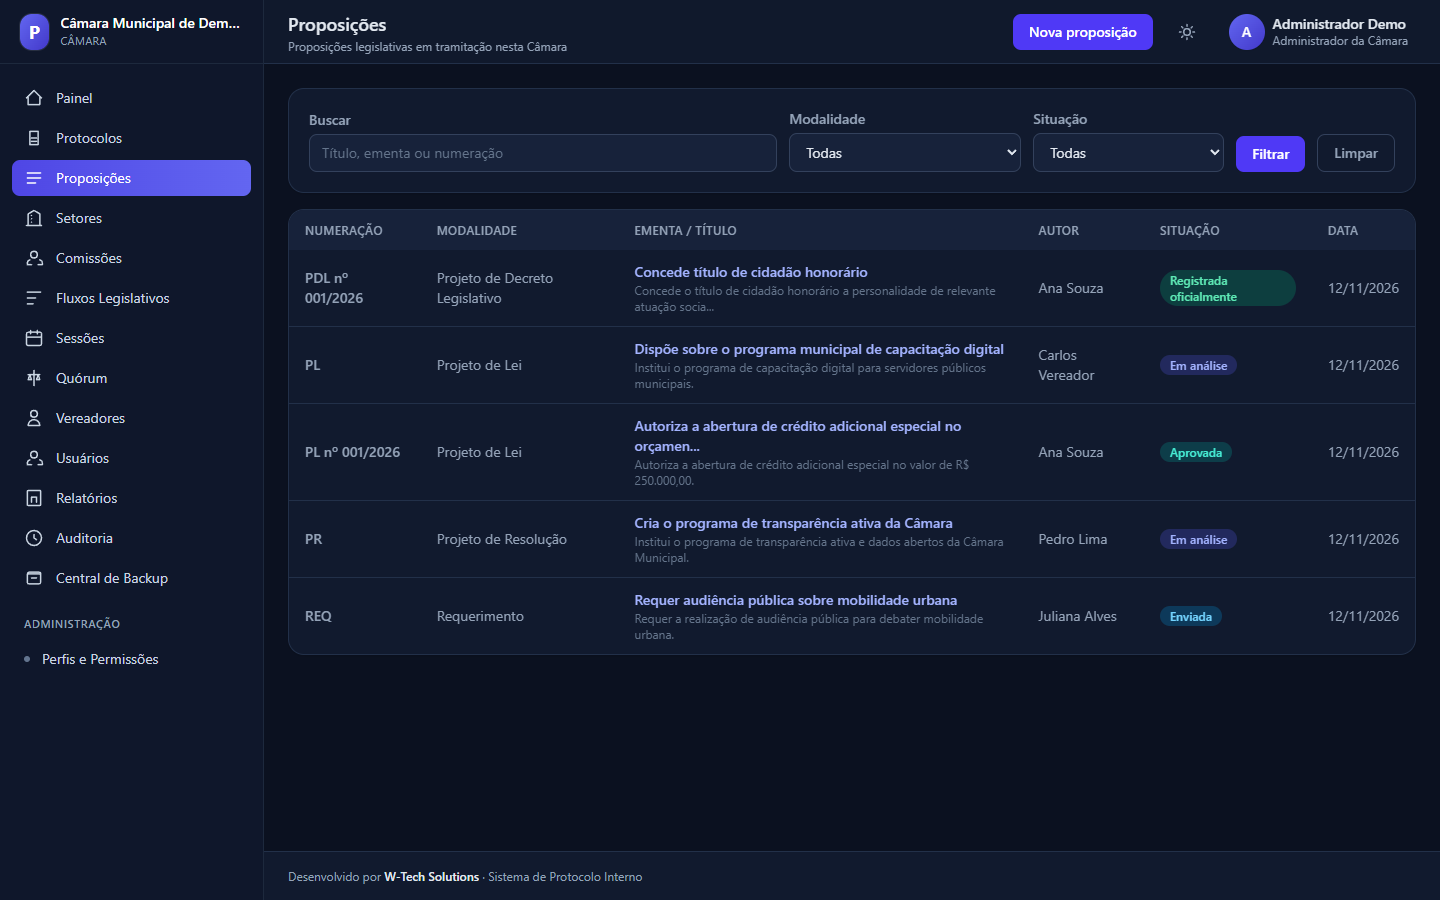 P
Câmara Municipal de Dem...
CÂMARA
Painel
Protocolos
Proposições
Setores
Comissões
Fluxos Legislativos
Sessões
Quórum
Vereadores
Usuários
Relatórios
Auditoria
Central de Backup
ADMINISTRAÇÃO
Perfis e Permissões
Proposições
Proposições legislativas em tramitação nesta Câmara
Nova proposição
A
Administrador Demo
Administrador da Câmara
Buscar
Título, ementa ou numeração
Modalidade
Todas
Situação
Todas
Filtrar
Limpar
NUMERAÇÃO MODALIDADE EMENTA / TÍTULO AUTOR SITUAÇÃO DATA
PDL nº
001/2026
Projeto de Decreto
Legislativo
Concede título de cidadão honorário
Concede o título de cidadão honorário a personalidade de relevante
atuação socia...
Ana Souza
Registrada
oficialmente
12/11/2026
PL
Projeto de Lei
Dispõe sobre o programa municipal de capacitação digital
Institui o programa de capacitação digital para servidores públicos
municipais.
Carlos
Vereador
Em análise
12/11/2026
PL nº 001/2026
Projeto de Lei
Autoriza a abertura de crédito adicional especial no
orçamen...
Autoriza a abertura de crédito adicional especial no valor de R$
250.000,00.
Ana Souza
Aprovada
12/11/2026
PR
Projeto de Resolução
Cria o programa de transparência ativa da Câmara
Institui o programa de transparência ativa e dados abertos da Câmara
Municipal.
Pedro Lima
Em análise
12/11/2026
REQ
Requerimento
Requer audiência pública sobre mobilidade urbana
Requer a realização de audiência pública para debater mobilidade
urbana.
Juliana Alves
Enviada
12/11/2026
Desenvolvido por W-Tech Solutions · Sistema de Protocolo Interno